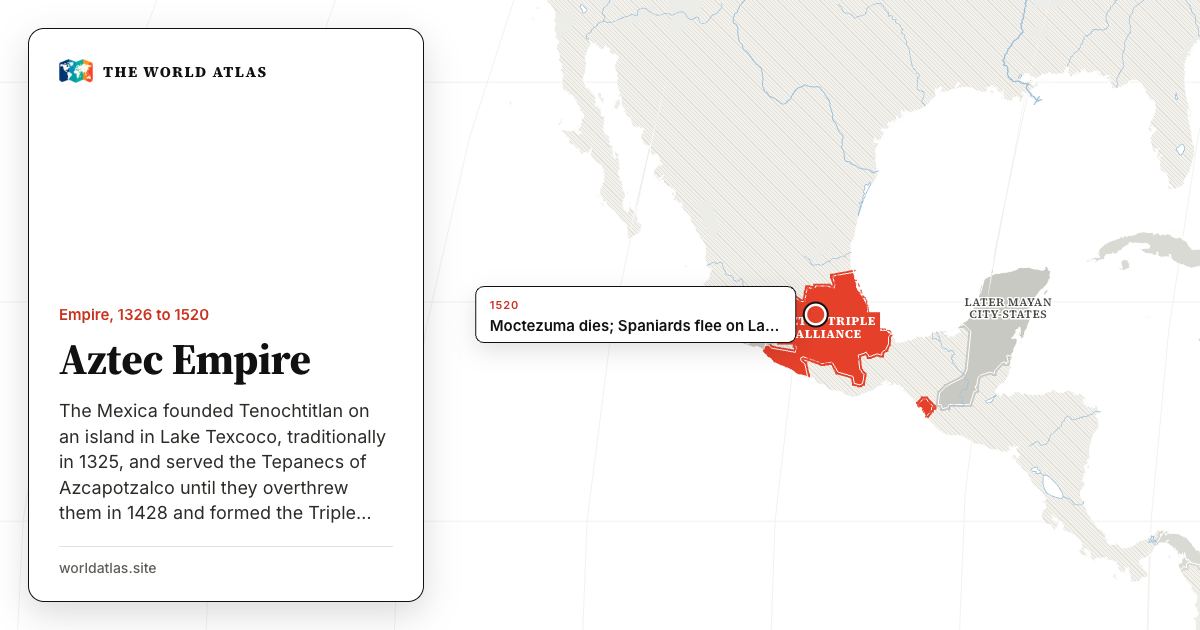 THE WORLD ATLAS
Empire, 1326 to 1520
Aztec Empire
The Mexica founded Tenochtitlan on
an island in Lake Texcoco, traditionally
in 1325, and served the Tepanecs of
Azcapotzalco until they overthrew
them in 1428 and formed the Triple...
worldatlas.site
1520
Moctezuma dies; Spaniards flee on La...
TRIPLE
ALLIANCE
LATER MAYAN
CITY-STATES